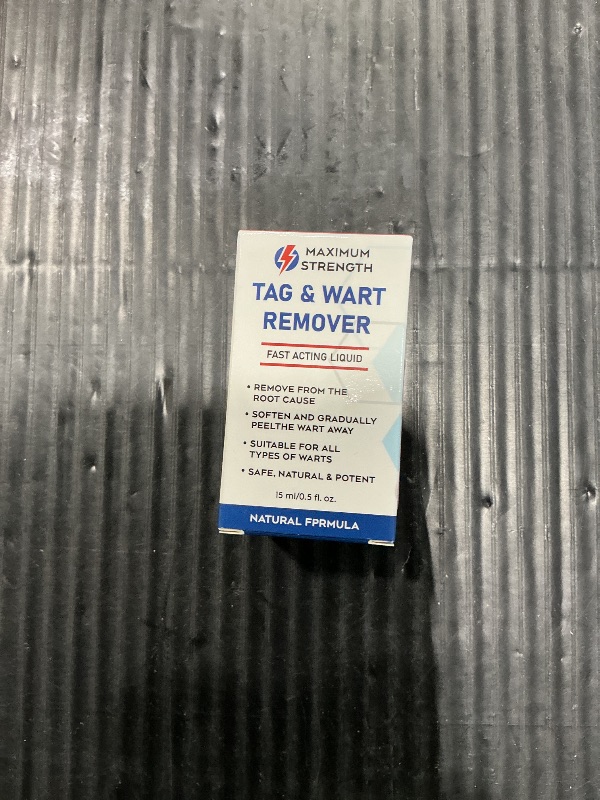 MAXIMUM
STRENGTH
TAG & WART
REMOVER
FAST ACTING LIQUID
• REMOVE FROM THE
ROOT CAUSE
• SOFTEN AND GRADUALLY
PEELTHE WART AWAY
• SUITABLE FOR ALL
TYPES OF WARTS
• SAFE, NATURAL & POTENT
15 ml/0.5 fl. oz.
NATURAL FPRMULA